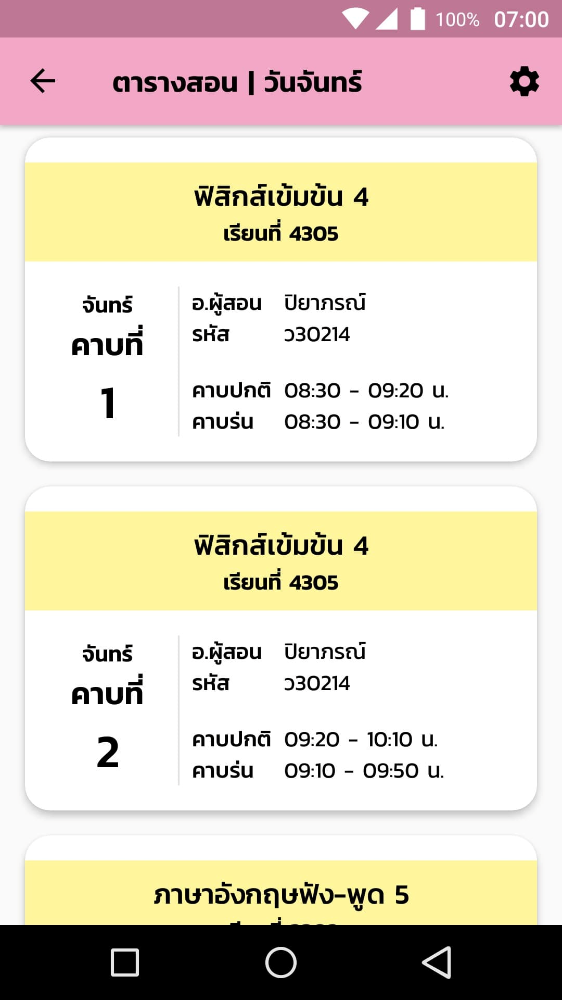 100% 07:00
ตารางสอน | วันจันทร์
ฟิสิกส์เข้มข้น 4
เรียนที่ 4305
จันทร์
คาบที่
1
อ.ผู้สอน ปิยาภรณ์
รหัส ว30214
คาบปกติ 08:30 - 09:20 น.
คาบร่น 08:30 - 09:10 น.
ฟิสิกส์เข้มข้น 4
เรียนที่ 4305
จันทร์
คาบที่
2
อ.ผู้สอน ปิยาภรณ์
รหัส ว30214
คาบปกติ 09:20 - 10:10 น.
คาบร่น 09:10 - 09:50 น.
ภาษาอังกฤษฟัง-พูด 5